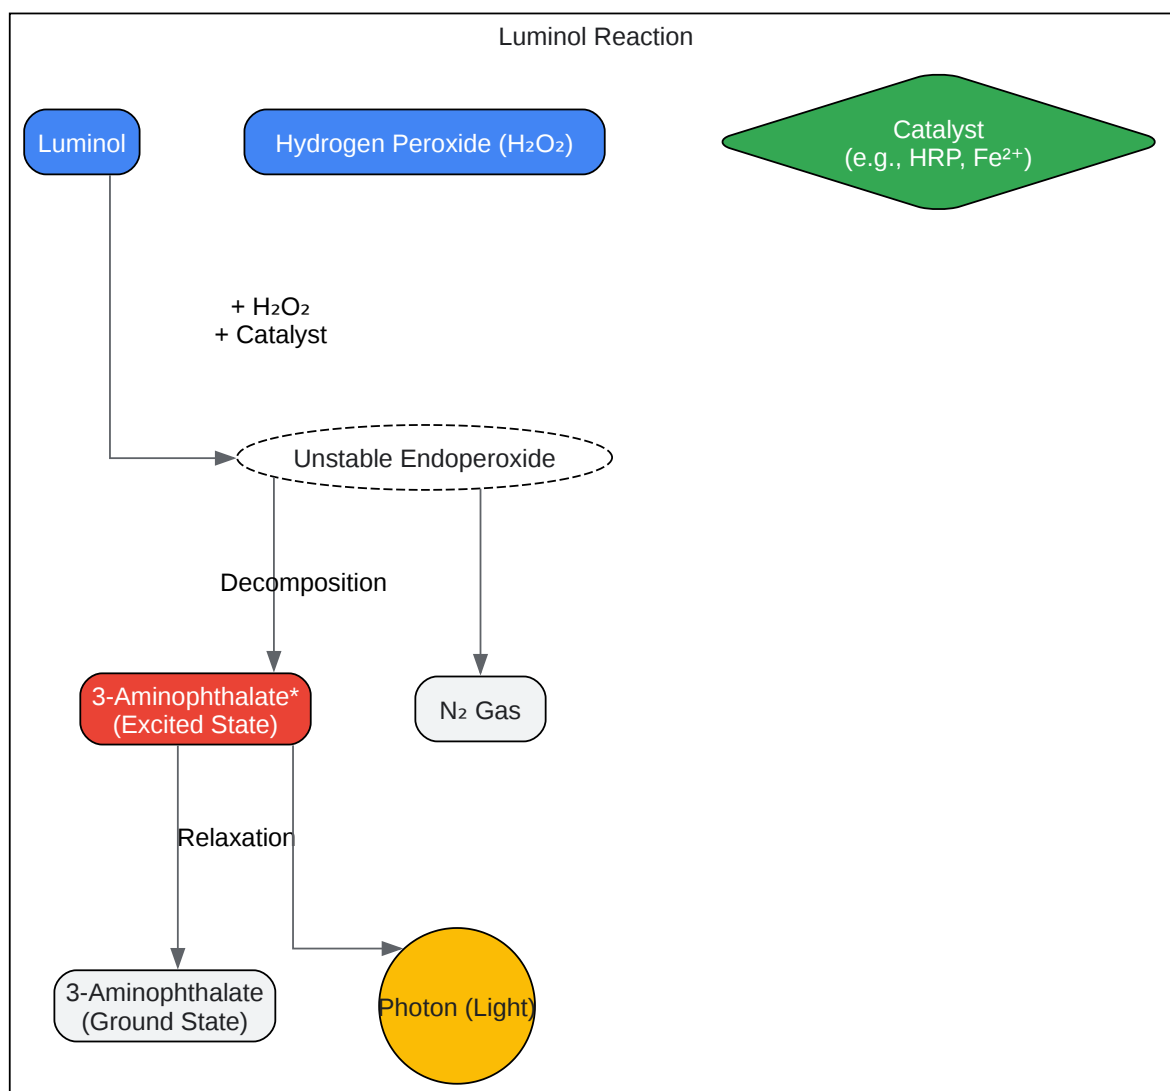 Luminol Reaction
Luminol
Hydrogen Peroxide (H₂O₂)
Catalyst
(e.g., HRP, Fe²⁺)
+ H₂O₂
+ Catalyst
Unstable Endoperoxide
Decomposition
3-Aminophthalate*
(Excited State)
N₂ Gas
Relaxation
3-Aminophthalate
(Ground State)
Photon (Light)